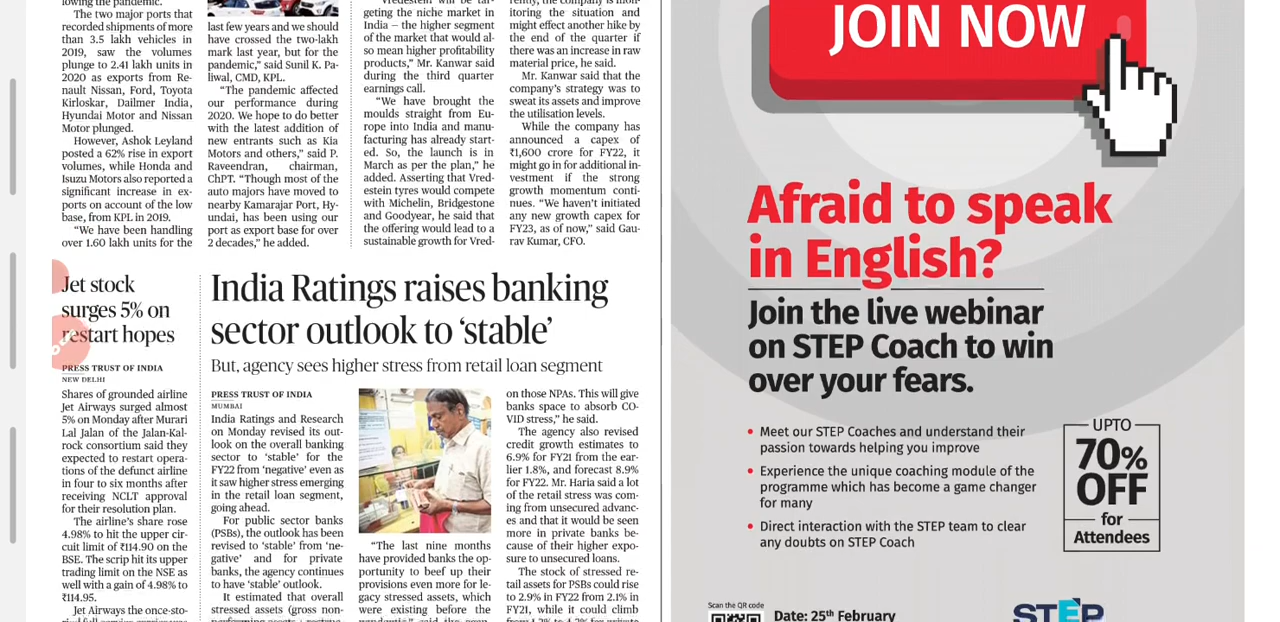 lowing the pandemic.
The two major ports that
recorded shipments of more
than 3.5 lakh vehicles in
2019, saw the volumes
plunge to 2.41 lakh units in
2020 as exports from Re-
nault Nissan, Ford, Toyota
Kirloskar, Dailmer India,
Hyundai Motor and Nissan
Motor plunged.
However, Ashok Leyland
posted a 62% rise in export
volumes, while Honda and
Isuzu Motors also reported a
significant increase in ex-
ports on account of the low
base, from KPL in 2019.
"We have been handling
over 1.60 lakh units for the
last few years and we should
have crossed the two-lakh
mark last year, but for the
pandemic," said Sunil K. Pa-
liwal, CMD, KPL.
"The pandemic affected
our performance during
2020. We hope to do better
with the latest addition of
new entrants such as Kia
Motors and others," said P.
Raveendran, chairman,
ChPT. "Though most of the
auto majors have moved to
nearby Kamarajar Port, Hy-
undai, has been using our
port as export base for over
2 decades," he added.
Vredestein will be tar-
geting the niche market in
India – the higher segment
of the market that would al-
so mean higher profitability
products," Mr. Kanwar said
during the third quarter
earnings call.
"We have brought the
moulds straight from Eu-
rope into India and manu-
facturing has already start-
ed. So, the launch is in
March as per the plan," he
added. Asserting that Vred-
estein tyres would compete
with Michelin, Bridgestone
and Goodyear, he said that
the offering would lead to a
sustainable growth for Vred-
rently, the company is moni-
toring the situation and
might effect another hike by
the end of the quarter if
there was an increase in raw
material price, he said.
Mr. Kanwar said that the
company's strategy was to
sweat its assets and improve
the utilisation levels.
While the company has
announced a capex of
₹1,600 crore for FY22, it
might go in for additional in-
vestment if the strong
growth momentum conti-
nues. "We haven't initiated
any new growth capex for
FY23, as of now," said Gau-
rav Kumar, CFO.
Jet stock
surges 5% on
restart hopes
PRESS TRUST OF INDIA
NEW DELHI
Shares of grounded airline
Jet Airways surged almost
5% on Monday after Murari
Lal Jalan of the Jalan-Kal-
rock consortium said they
expected to restart opera-
tions of the defunct airline
in four to six months after
receiving NCLT approval
for their resolution plan.
The airline's share rose
4.98% to hit the upper cir-
cuit limit of ₹114.90 on the
BSE. The scrip hit its upper
trading limit on the NSE as
well with a gain of 4.98% to
₹114.95.
Jet Airways the once-sto-
India Ratings raises banking
sector outlook to 'stable'
But, agency sees higher stress from retail loan segment
PRESS TRUST OF INDIA
MUMBAI
India Ratings and Research
on Monday revised its out-
look on the overall banking
sector to 'stable' for the
FY22 from 'negative' even as
it saw higher stress emerging
in the retail loan segment,
going ahead.
For public sector banks
(PSBs), the outlook has been
revised to 'stable' from 'ne-
gative' and for private
banks, the agency continues
to have 'stable' outlook.
It estimated that overall
stressed assets (gross non-
"The last nine months
have provided banks the op-
portunity to beef up their
provisions even more for le-
gacy stressed assets, which
were existing before the
on those NPAs. This will give
banks space to absorb CO-
VID stress," he said.
The agency also revised
credit growth estimates to
6.9% for FY21 from the ear-
lier 1.8%, and forecast 8.9%
for FY22. Mr. Haria said a lot
of the retail stress was com-
ing from unsecured advanc-
es and that it would be seen
more in private banks be-
cause of their higher expo-
sure to unsecured loans.
The stock of stressed re-
tail assets for PSBs could rise
to 2.9% in FY22 from 2.1% in
FY21, while it could climb
JOIN NOW
Afraid to speak
in English?
Join the live webinar
on STEP Coach to win
over your fears.
• Meet our STEP Coaches and understand their
passion towards helping you improve
• Experience the unique coaching module of the
programme which has become a game changer
for many
• Direct interaction with the STEP team to clear
any doubts on STEP Coach
UPTO
70%
OFF
for
Attendees
Scan the QR code
Date: 25th February
STEP